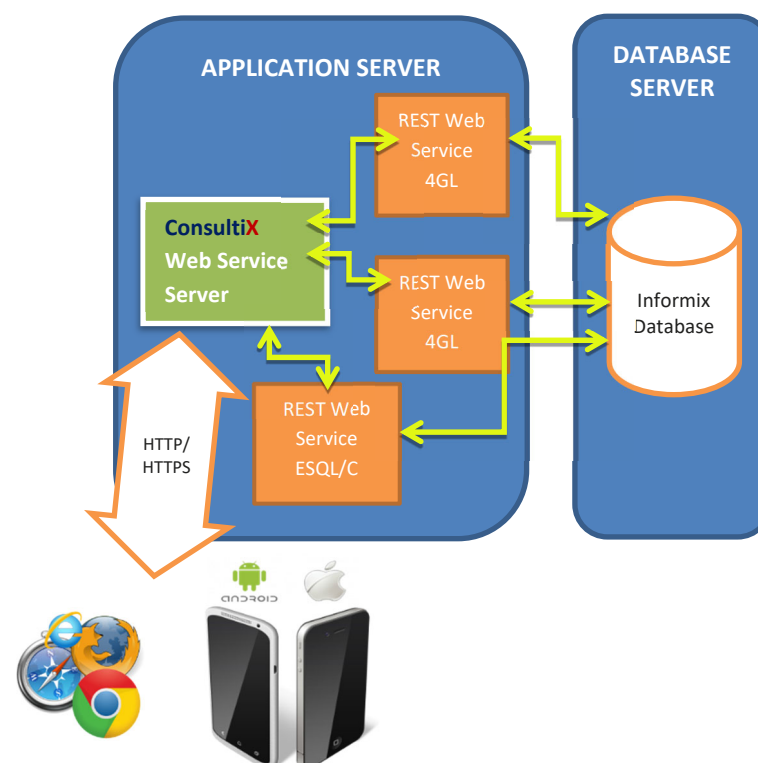 APPLICATION SERVER
DATABASE
SERVER
REST Web
Service
4GL
ConsultiX
Web Service
Server
REST Web
Service
4GL
Informix
Database
REST Web
Service
ESQL/C
HTTP/
HTTPS
ANDROID